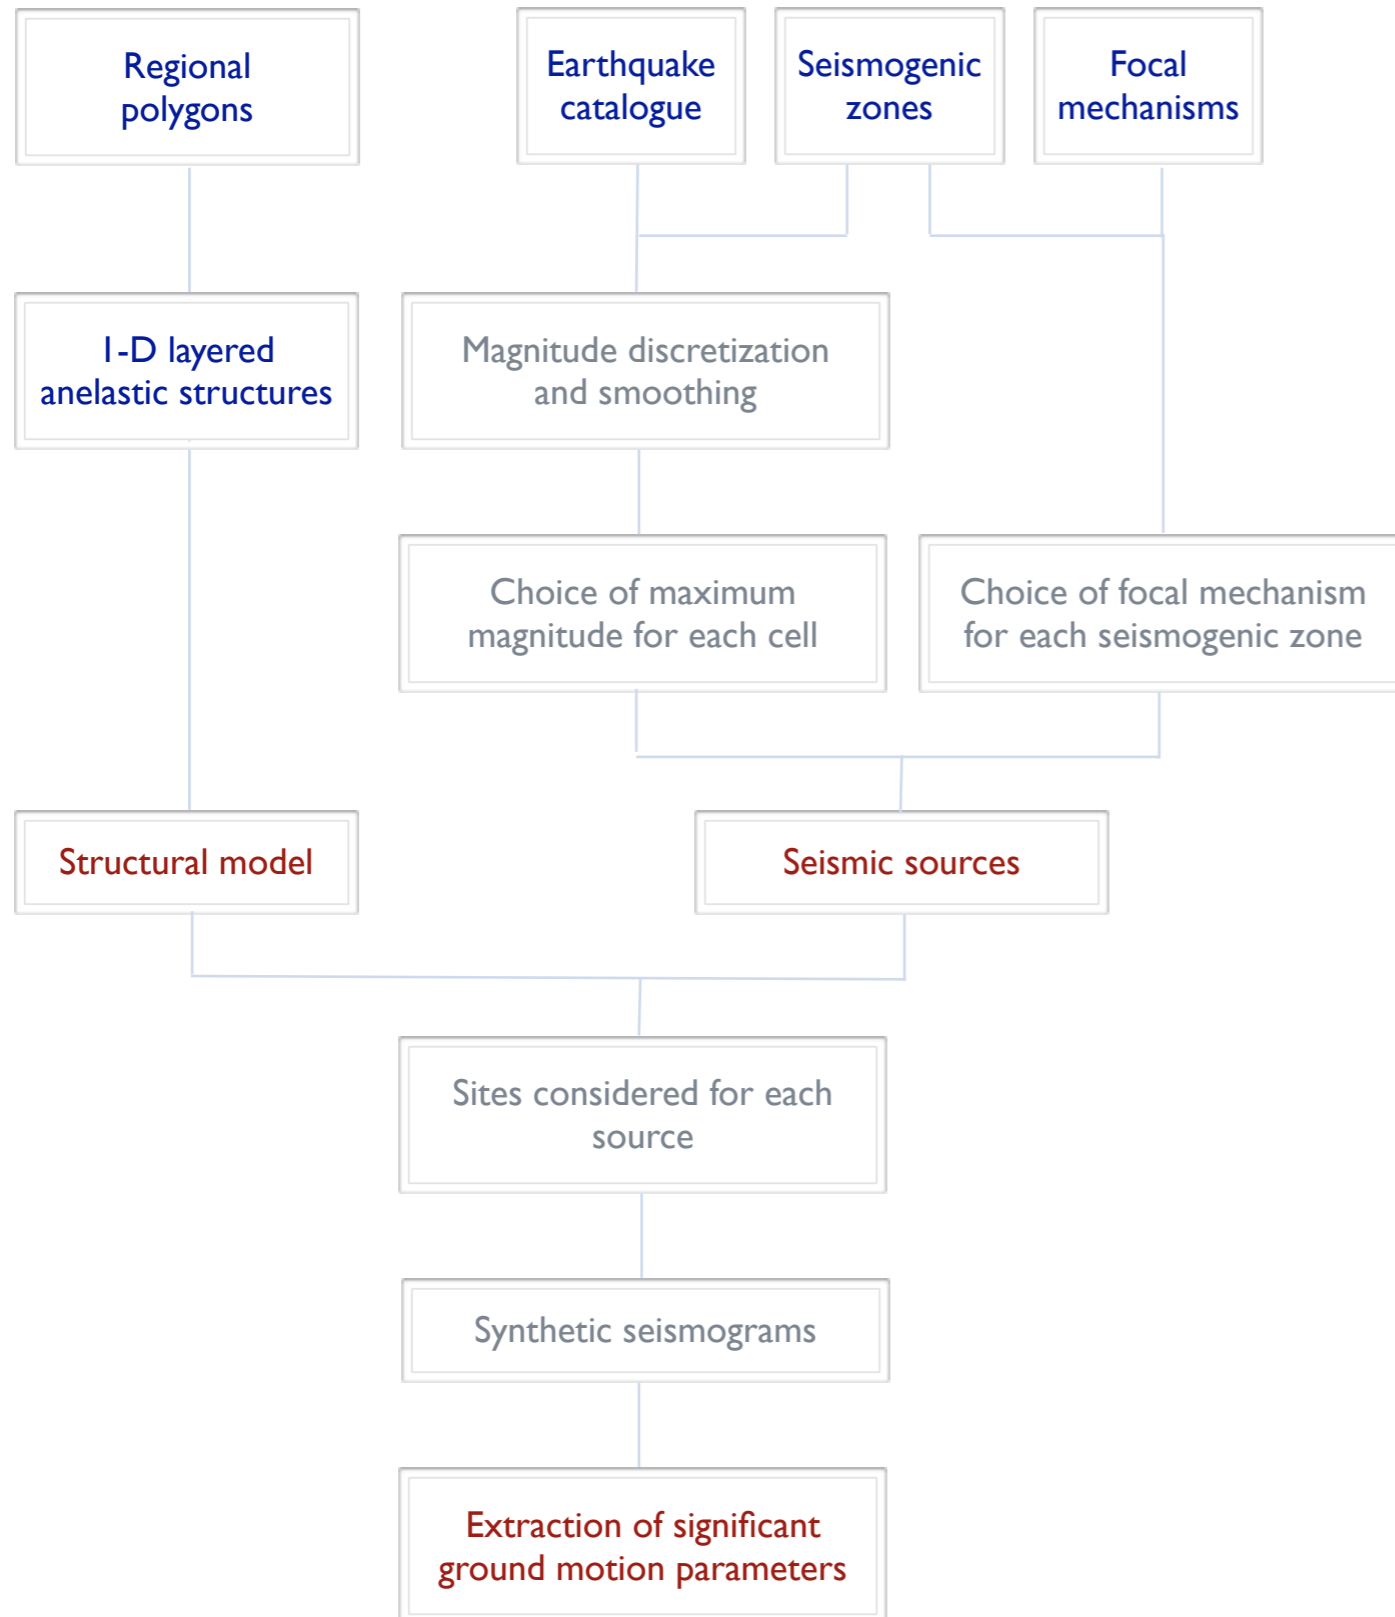 Regional
polygons
Earthquake
catalogue
Seismogenic
zones
Focal
mechanisms
1-D layered
anelastic structures
Magnitude discretization
and smoothing
Choice of maximum
magnitude for each cell
Choice of focal mechanism
for each seismogenic zone
Structural model
Seismic sources
Sites considered for each
source
Synthetic seismograms
Extraction of significant
ground motion parameters